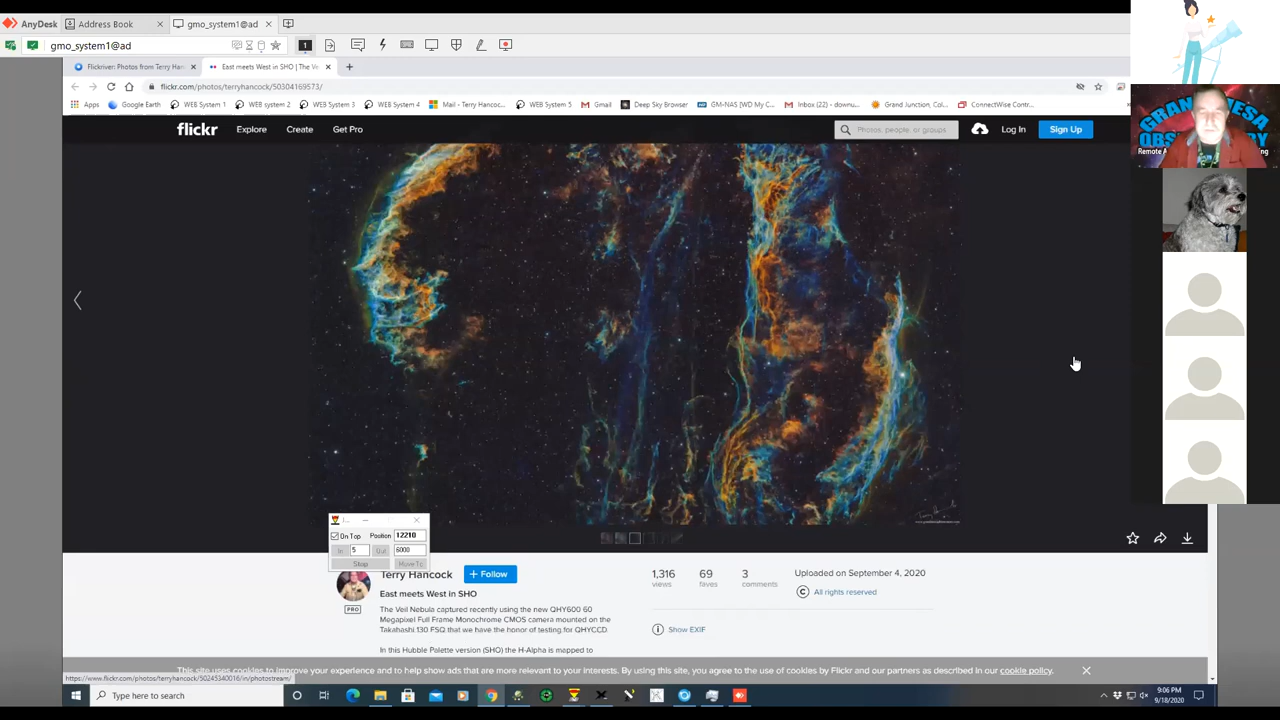 AnyDesk
Address Book
gmo_system1@ad
gmo_system1@ad
1
Flickriver: Photos from Terry Han
East meets West in SHO | The Ve
flickr.com/photos/terryhancock/50304169573/
Apps
Google Earth
WEB System 1
WEB system 2
WEB System 3
WEB System 4
Mail - Terry Hancoc...
WEB System 5
Gmail
Deep Sky Browser
GM-NAS [WD My C...
Inbox (22) - downu...
Grand Junction, Col...
ConnectWise Contr...
flickr
Explore
Create
Get Pro
Photos, people, or groups
Log In
Sign Up
On Top
Position
12210
In
5
Out
6000
Stop
Move To
Terry Hancock
+ Follow
PRO
East meets West in SHO
The Veil Nebula captured recently using the new QHY600 60
Megapixel Full Frame Monochrome CMOS camera mounted on the
Takahashi 130 FSQ that we have the honor of testing for QHYCCD.
In this Hubble Palette version (SHO) the H-Alpha is mapped to
1,316
views
69
faves
3
comments
Uploaded on September 4, 2020
All rights reserved
Show EXIF
This site uses cookies to improve your experience and to help show ads that are more relevant to your interests. By using this site, you agree to the use of cookies by Flickr and our partners as described in our cookie policy.
https://www.flickr.com/photos/terryhancock/50245340016/in/photostream/
Type here to search
9:06 PM
9/18/2020